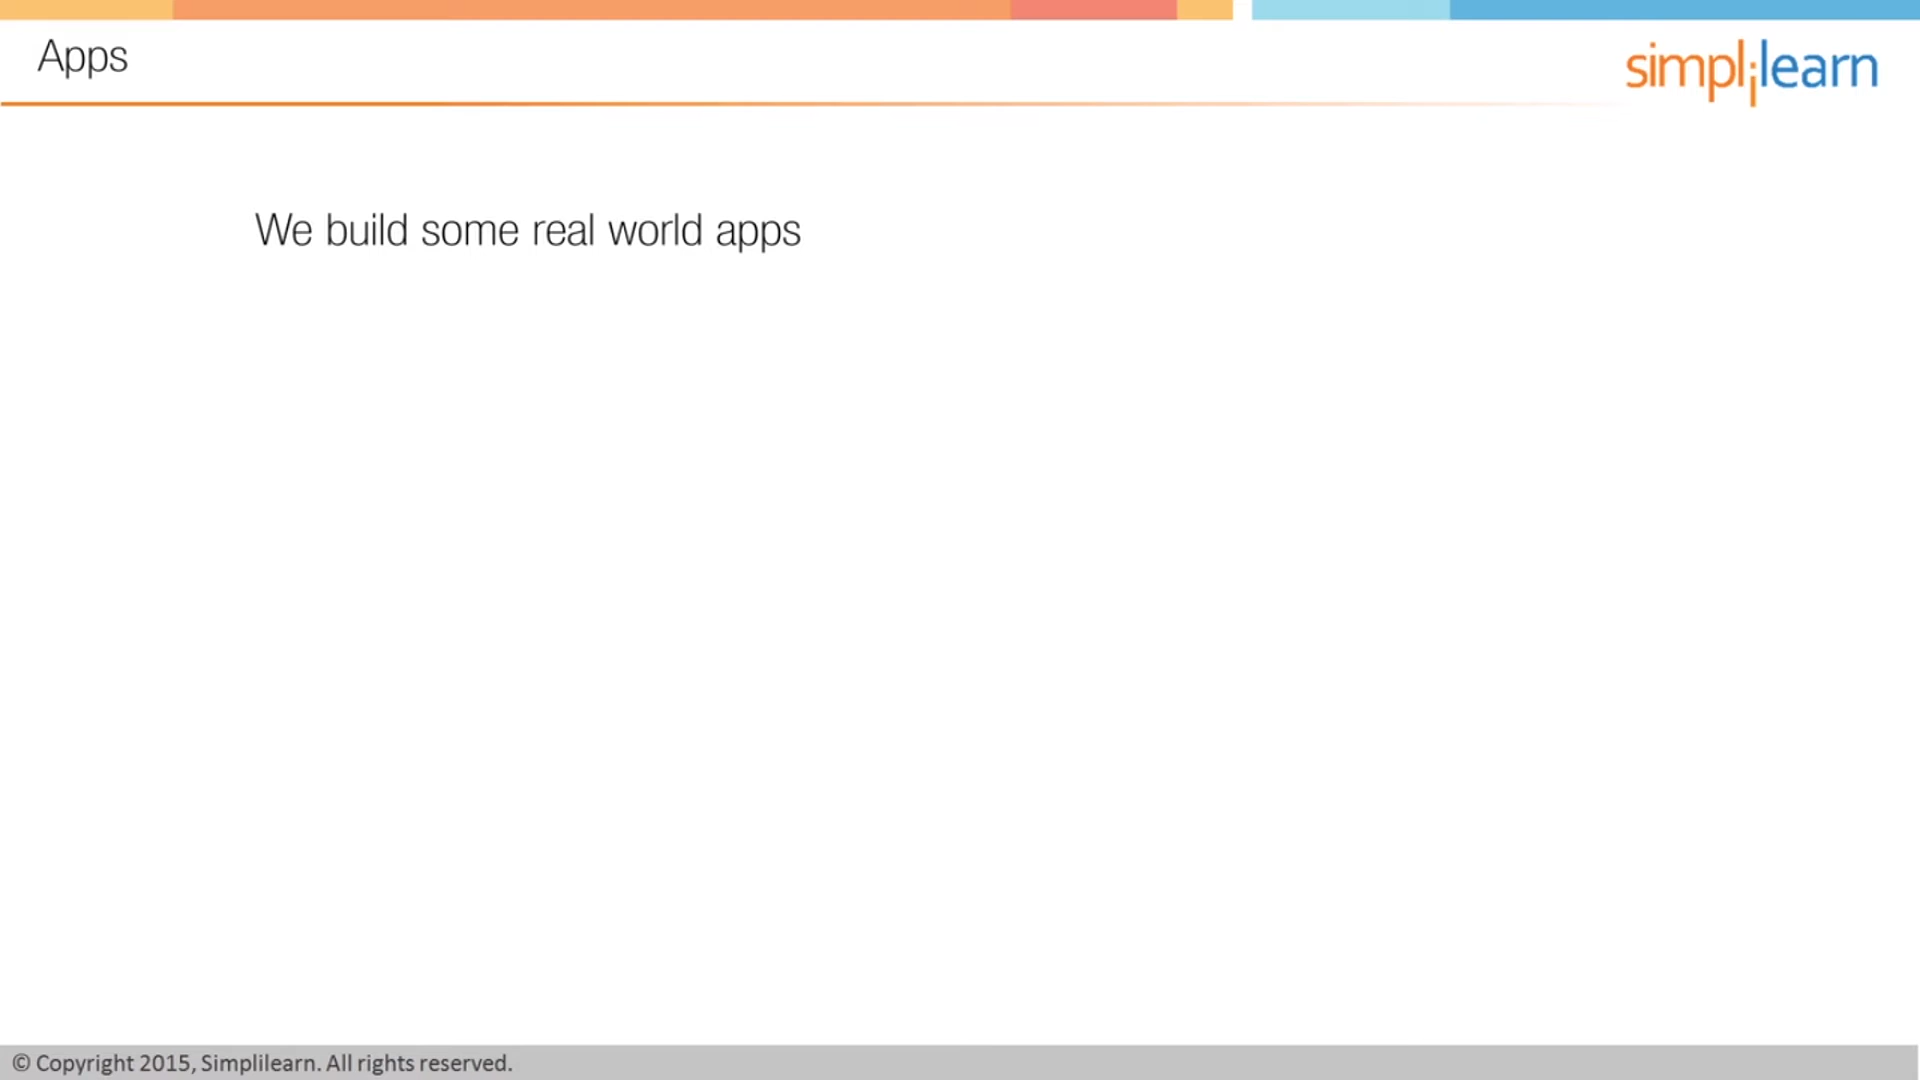 Apps
simplilearn
We build some real world apps
© Copyright 2015, Simplilearn. All rights reserved.